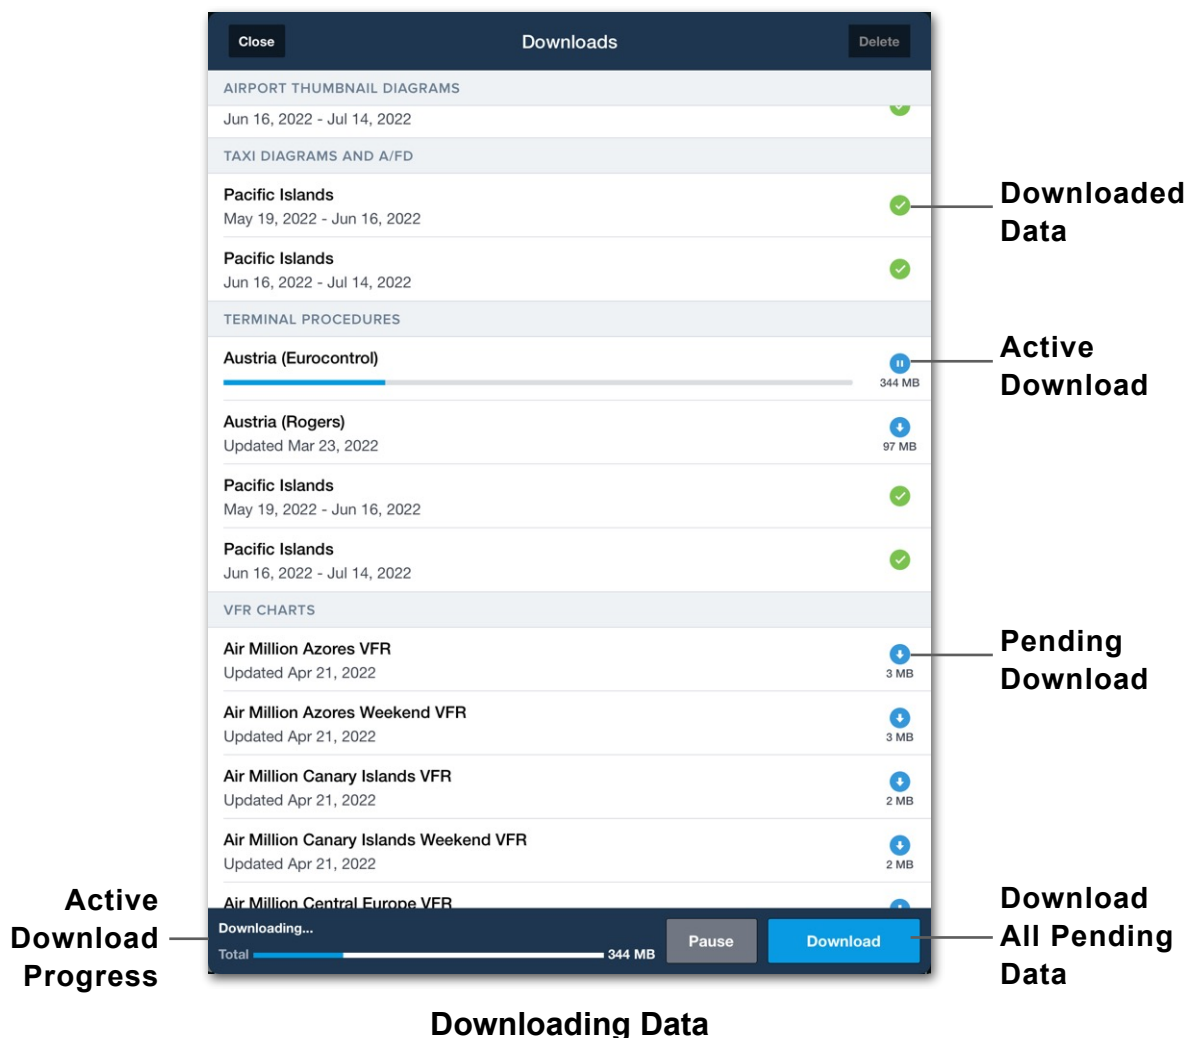 Close
Downloads
Delete
AIRPORT THUMBNAIL DIAGRAMS
Jun 16, 2022 - Jul 14, 2022
TAXI DIAGRAMS AND A/FD
Pacific Islands
May 19, 2022 - Jun 16, 2022
Downloaded
Data
Pacific Islands
Jun 16, 2022 - Jul 14, 2022
TERMINAL PROCEDURES
Austria (Eurocontrol)
344 MB
Active
Download
Austria (Rogers)
Updated Mar 23, 2022
97 MB
Pacific Islands
May 19, 2022 - Jun 16, 2022
Pacific Islands
Jun 16, 2022 - Jul 14, 2022
VFR CHARTS
Air Million Azores VFR
Updated Apr 21, 2022
3 MB
Pending
Download
Air Million Azores Weekend VFR
Updated Apr 21, 2022
3 MB
Air Million Canary Islands VFR
Updated Apr 21, 2022
2 MB
Air Million Canary Islands Weekend VFR
Updated Apr 21, 2022
2 MB
Air Million Central Europe VFR
Active
Download
Progress
Downloading...
Total
344 MB
Pause
Download
Download
All Pending
Data
Downloading Data